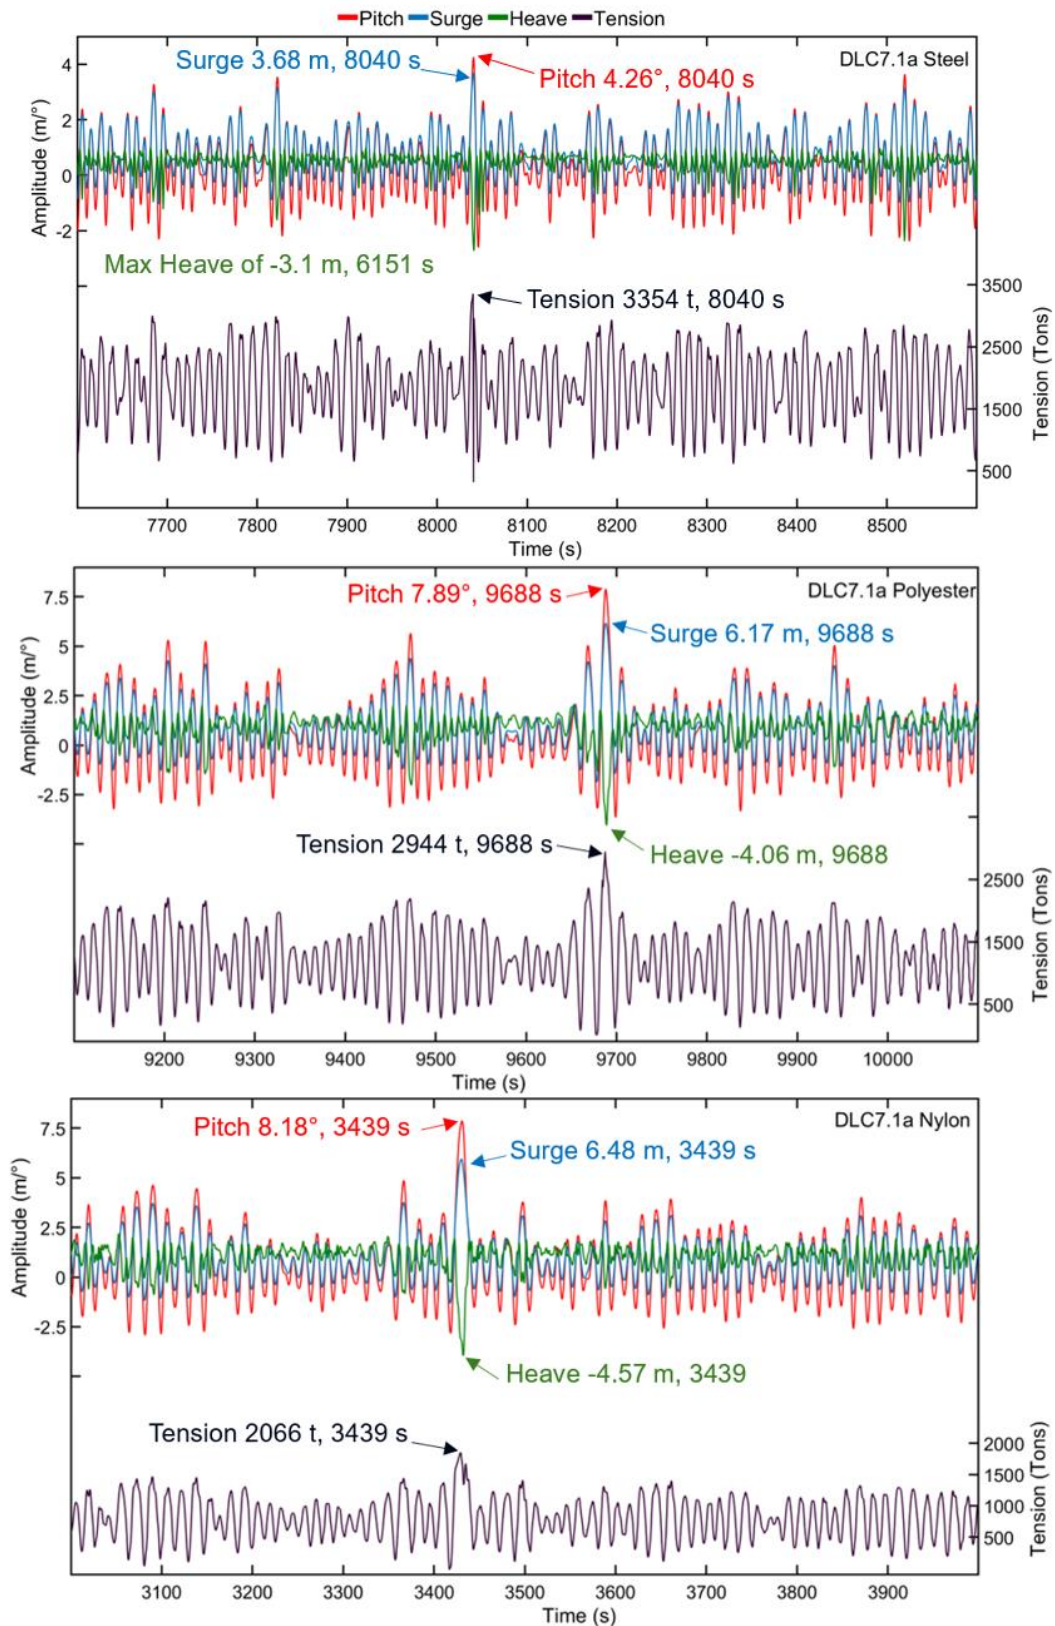 Pitch Surge Heave Tension
DLC7.1a Steel
Surge 3.68 m, 8040 s
Pitch 4.26°, 8040 s
4
2
0
-2
Amplitude (m/°)
Max Heave of -3.1 m, 6151 s
Tension 3354 t, 8040 s
3500
2500
1500
500
Tension (Tons)
7700 7800 7900 8000 8100 8200 8300 8400 8500
Time (s)
DLC7.1a Polyester
Pitch 7.89°, 9688 s
Surge 6.17 m, 9688 s
7.5
5
2.5
0
-2.5
Amplitude (m/°)
Tension 2944 t, 9688 s
Heave -4.06 m, 9688
2500
1500
500
Tension (Tons)
9200 9300 9400 9500 9600 9700 9800 9900 10000
Time (s)
DLC7.1a Nylon
Pitch 8.18°, 3439 s
Surge 6.48 m, 3439 s
7.5
5
2.5
0
-2.5
Amplitude (m/°)
Heave -4.57 m, 3439
Tension 2066 t, 3439 s
2000
1500
1000
500
Tension (Tons)
3100 3200 3300 3400 3500 3600 3700 3800 3900
Time (s)